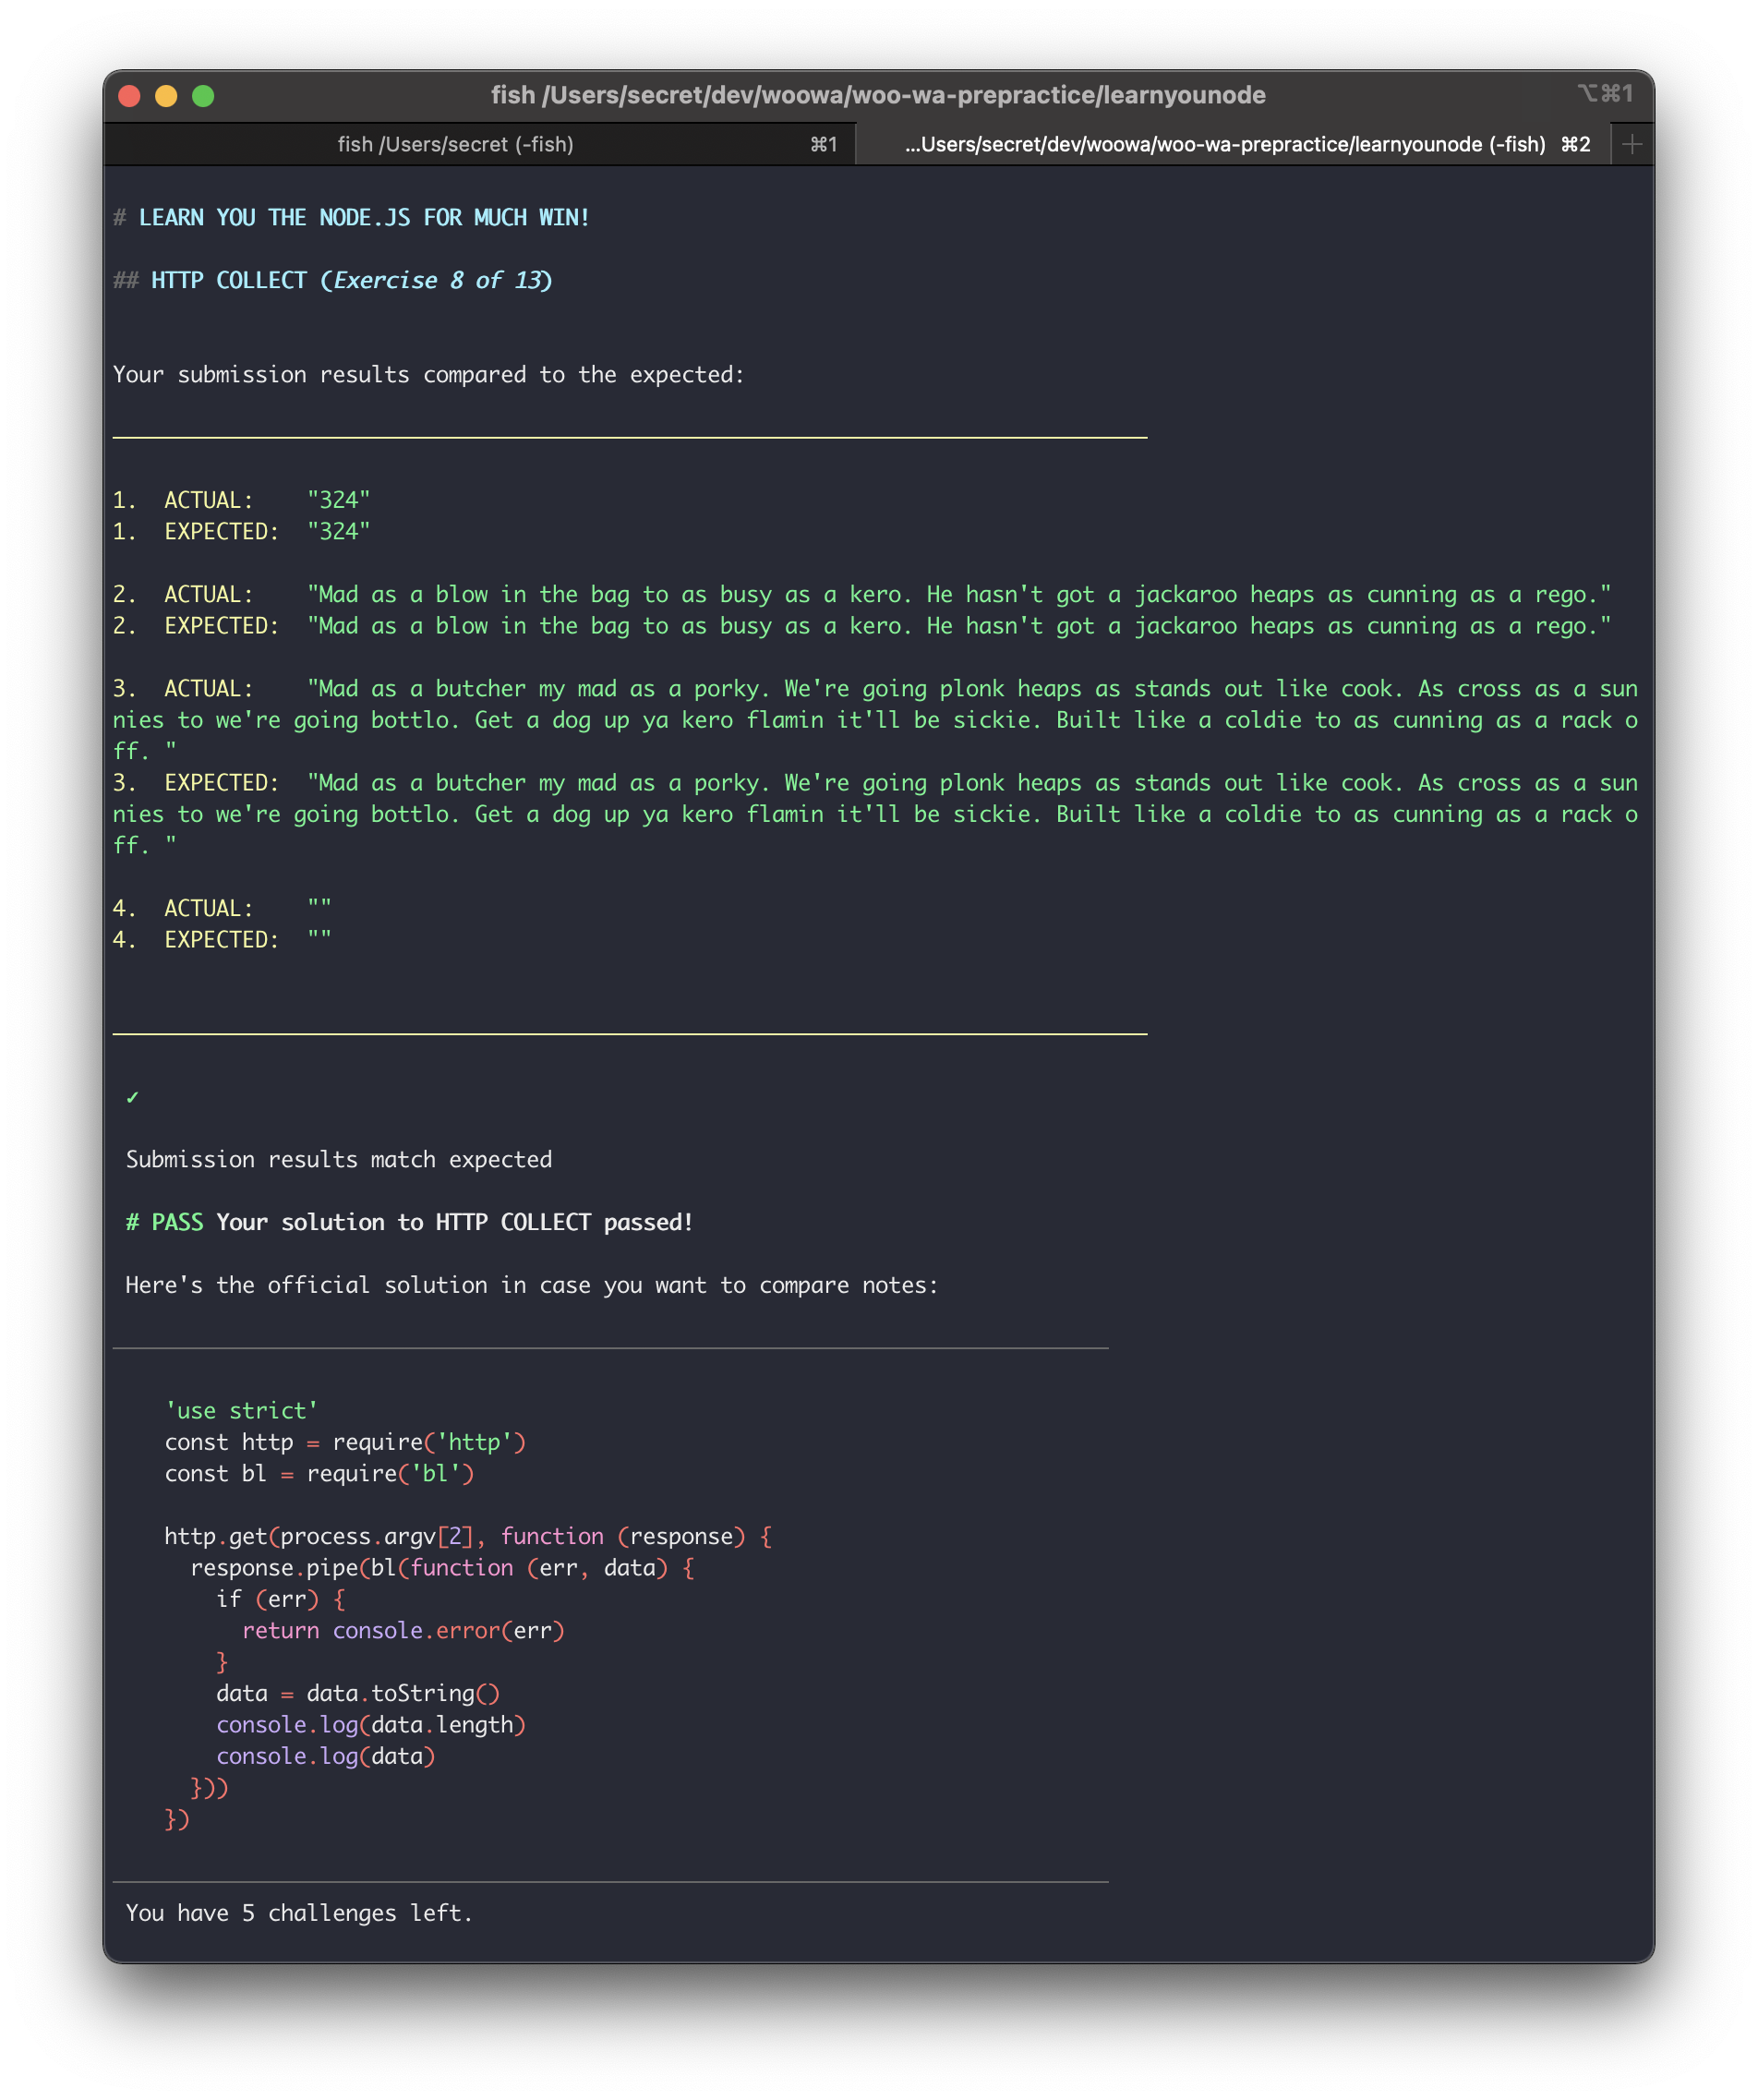 fish /Users/secret/dev/woowa/woo-wa-prepractice/learnyounode
⌥⌘1
fish /Users/secret (-fish) ⌘1
...Users/secret/dev/woowa/woo-wa-prepractice/learnyounode (-fish) ⌘2
# LEARN YOU THE NODE.JS FOR MUCH WIN!
## HTTP COLLECT (Exercise 8 of 13)
Your submission results compared to the expected:
1.  ACTUAL:    "324"
1.  EXPECTED:  "324"
2.  ACTUAL:    "Mad as a blow in the bag to as busy as a kero. He hasn't got a jackaroo heaps as cunning as a rego."
2.  EXPECTED:  "Mad as a blow in the bag to as busy as a kero. He hasn't got a jackaroo heaps as cunning as a rego."
3.  ACTUAL:    "Mad as a butcher my mad as a porky. We're going plonk heaps as stands out like cook. As cross as a sun
nies to we're going bottlo. Get a dog up ya kero flamin it'll be sickie. Built like a coldie to as cunning as a rack o
ff. "
3.  EXPECTED:  "Mad as a butcher my mad as a porky. We're going plonk heaps as stands out like cook. As cross as a sun
nies to we're going bottlo. Get a dog up ya kero flamin it'll be sickie. Built like a coldie to as cunning as a rack o
ff. "
4.  ACTUAL:    ""
4.  EXPECTED:  ""
✓
Submission results match expected
# PASS Your solution to HTTP COLLECT passed!
Here's the official solution in case you want to compare notes:
'use strict'
const http = require('http')
const bl = require('bl')
http.get(process.argv[2], function (response) {
  response.pipe(bl(function (err, data) {
    if (err) {
      return console.error(err)
    }
    data = data.toString()
    console.log(data.length)
    console.log(data)
  }))
})
You have 5 challenges left.